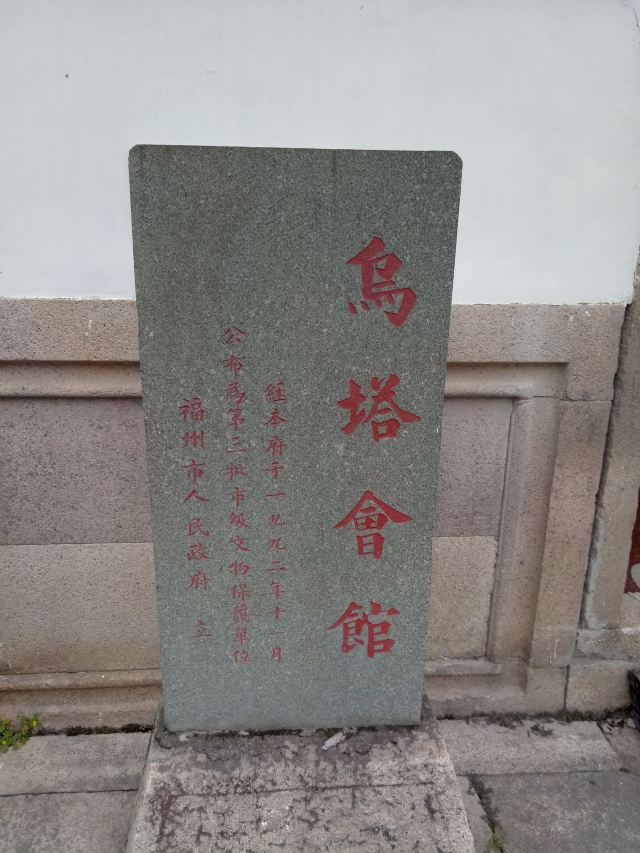 烏塔會館
經本府于一九九二年十一月
公布為第三批市級文物保護單位
福州市人民政府 立